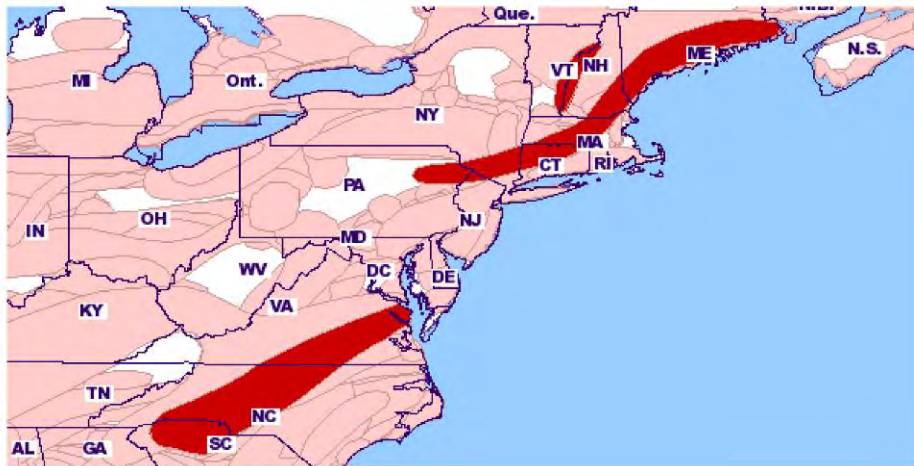 Que.
N.B.
MI
Ont.
VT
NH
ME
N.S.
NY
MA
CT
RI
PA
IN
OH
NJ
MD
WV
DC
DE
KY
VA
TN
NC
AL
GA
SC